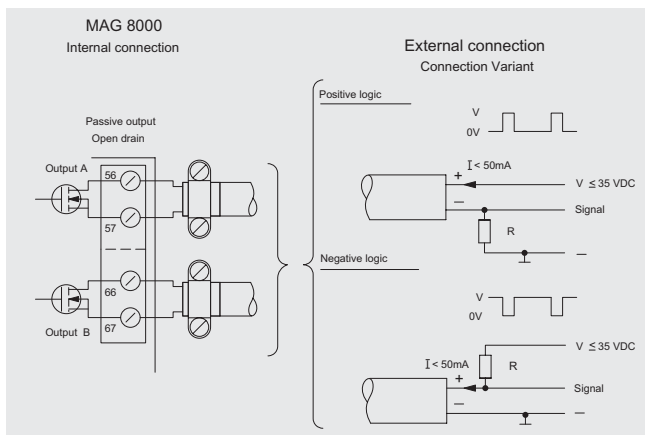 MAG 8000
Internal connection
Passive output
Open drain
Output A
56
57
66
67
Output B
External connection
Connection Variant
Positive logic
V
0V
I < 50mA
+
V ≤ 35 VDC
—
Signal
R
—
Negative logic
V
0V
V ≤ 35 VDC
I < 50mA
R
+
Signal
—
—